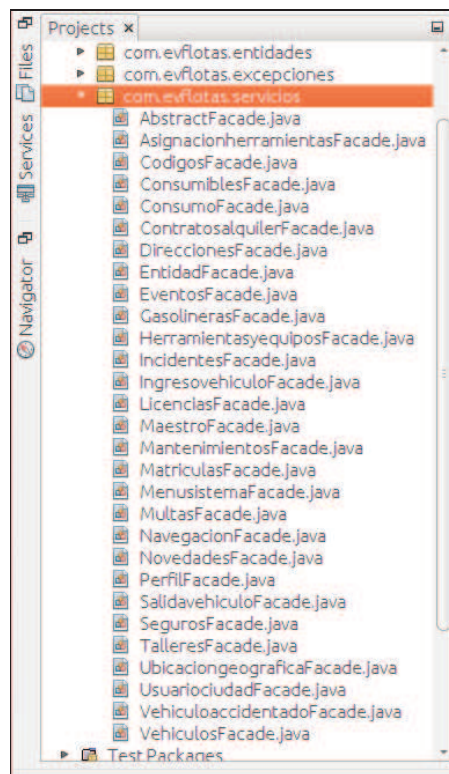 Projects
com.evflotas.entidades
com.evflotas.excepciones
com.evflotas.servicios
AbstractFacade.java
AsignacionherramientasFacade.java
CodigosFacade.java
ConsumiblesFacade.java
ConsumoFacade.java
ContratosalquilerFacade.java
DireccionesFacade.java
EntidadFacade.java
EventosFacade.java
GasolinerasFacade.java
HerramientasyequiposFacade.java
IncidentesFacade.java
IngresovehiculoFacade.java
LicenciasFacade.java
MaestroFacade.java
MantenimientosFacade.java
MatriculasFacade.java
MenusistemaFacade.java
MultasFacade.java
NavegacionFacade.java
NovedadesFacade.java
PerfilFacade.java
SalidavehiculoFacade.java
SegurosFacade.java
TalleresFacade.java
UbicaciongeograficaFacade.java
UsuariociudadFacade.java
VehiculoaccidentadoFacade.java
VehiculosFacade.java
Test Packages
Files
Services
Navigator